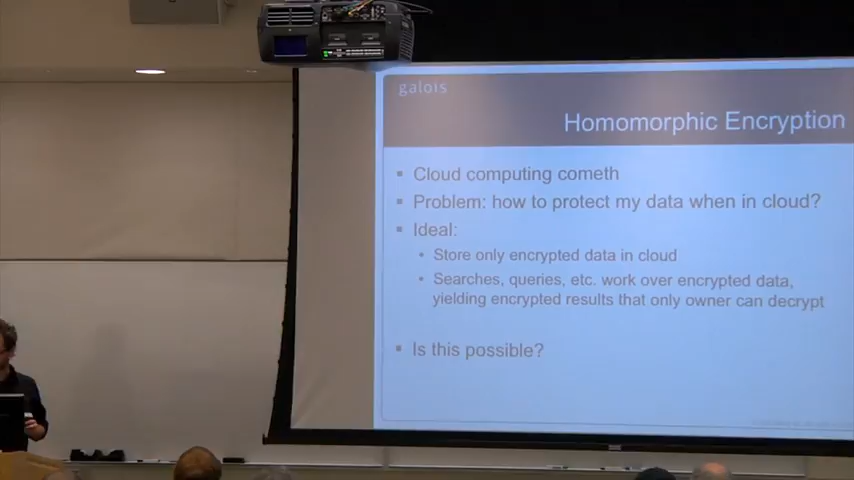 galois
Homomorphic Encryption
▪ Cloud computing cometh
▪ Problem: how to protect my data when in cloud?
▪ Ideal:
• Store only encrypted data in cloud
• Searches, queries, etc. work over encrypted data,
yielding encrypted results that only owner can decrypt
▪ Is this possible?